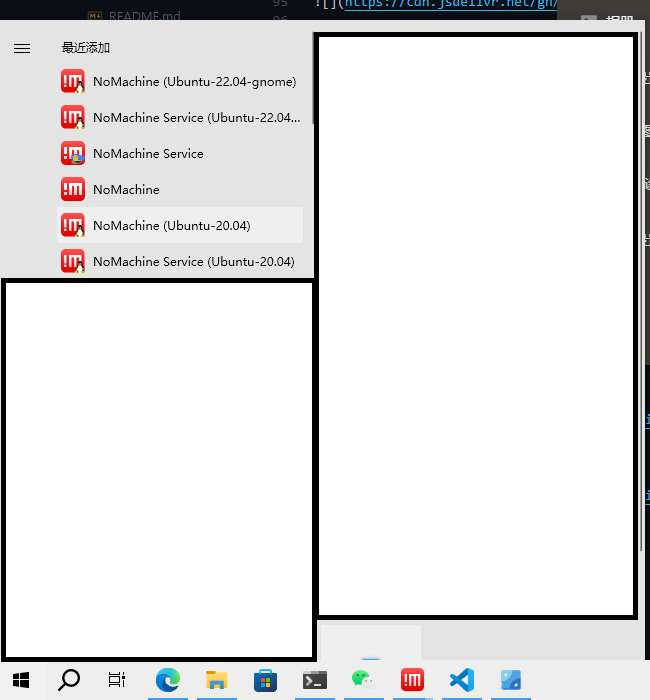 README.md
95
![](https://cdn.jsdelivr.net/gh/
96
最近添加
NoMachine (Ubuntu-22.04-gnome)
NoMachine Service (Ubuntu-22.04...
NoMachine Service
NoMachine
NoMachine (Ubuntu-20.04)
NoMachine Service (Ubuntu-20.04)